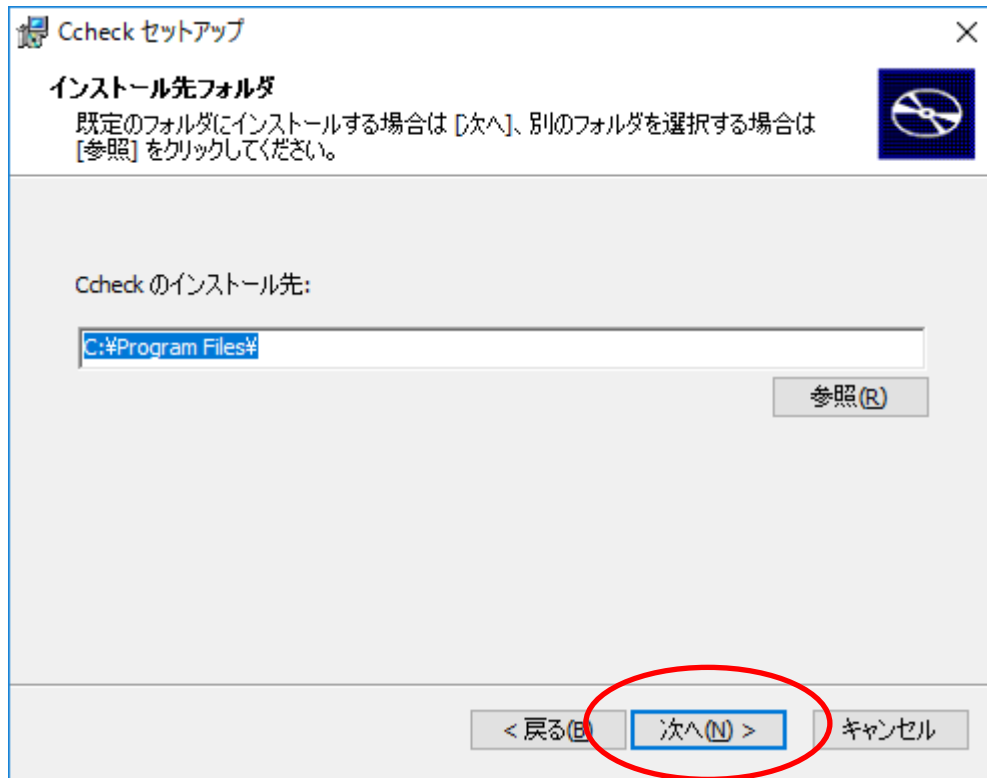 Ccheck セットアップ
インストール先フォルダ
既定のフォルダにインストールする場合は [次へ]、別のフォルダを選択する場合は
[参照] をクリックしてください。
Ccheck のインストール先:
C:¥Program Files¥
参照(R)
< 戻る(B)
次へ(N) >
キャンセル